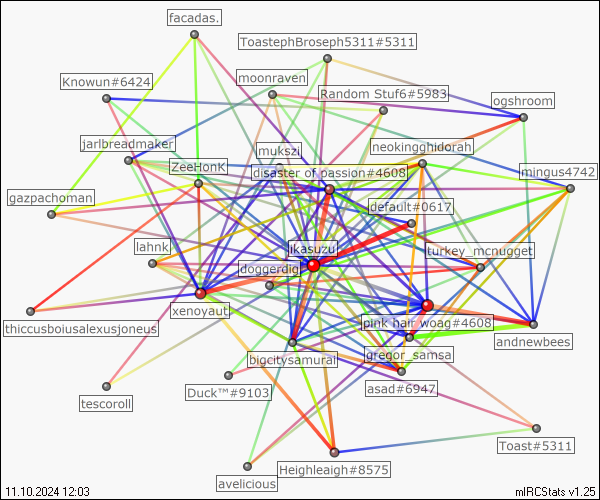 facadas.
ToastephBroseph5311#5311
moonraven
Knowun#6424
Random Stuf6#5983
ogshroom
jarlbreadmaker
mukszi
neokingghidorah
ZeeHonK
disaster of passion#4608
mingus4742
gazpachoman
default#0617
ikasuzu
lahnk
turkey_mcnugget
doggerdig
xenoyaut
thiccusboiusalexusjoneus
pink hair woag#4608
andnewbees
bigcitysamurai
gregor_samsa
Duck™#9103
asad#6947
tescoroll
Toast#5311
Heighleaigh#8575
avelicious
11.10.2024 12:03
mIRCStats v1.25